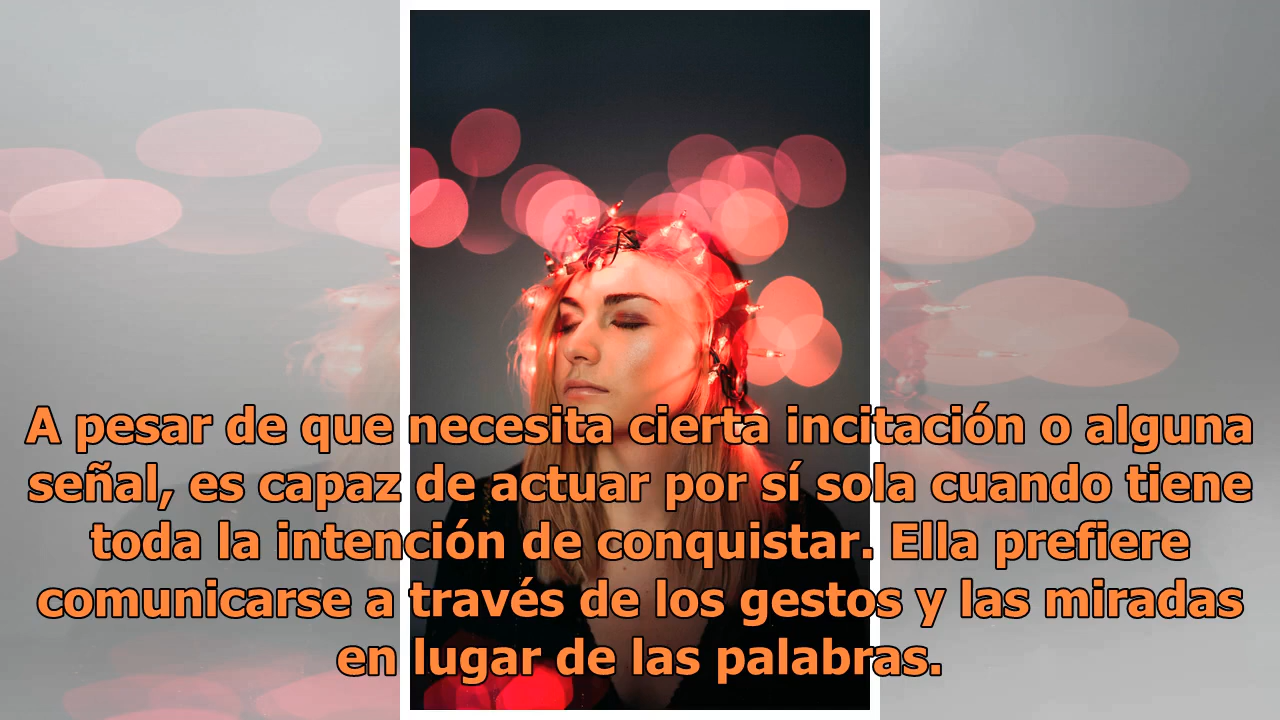 A pesar de que necesita cierta incitación o alguna
señal, es capaz de actuar por sí sola cuando tiene
toda la intención de conquistar. Ella prefiere
comunicarse a través de los gestos y las miradas
en lugar de las palabras.